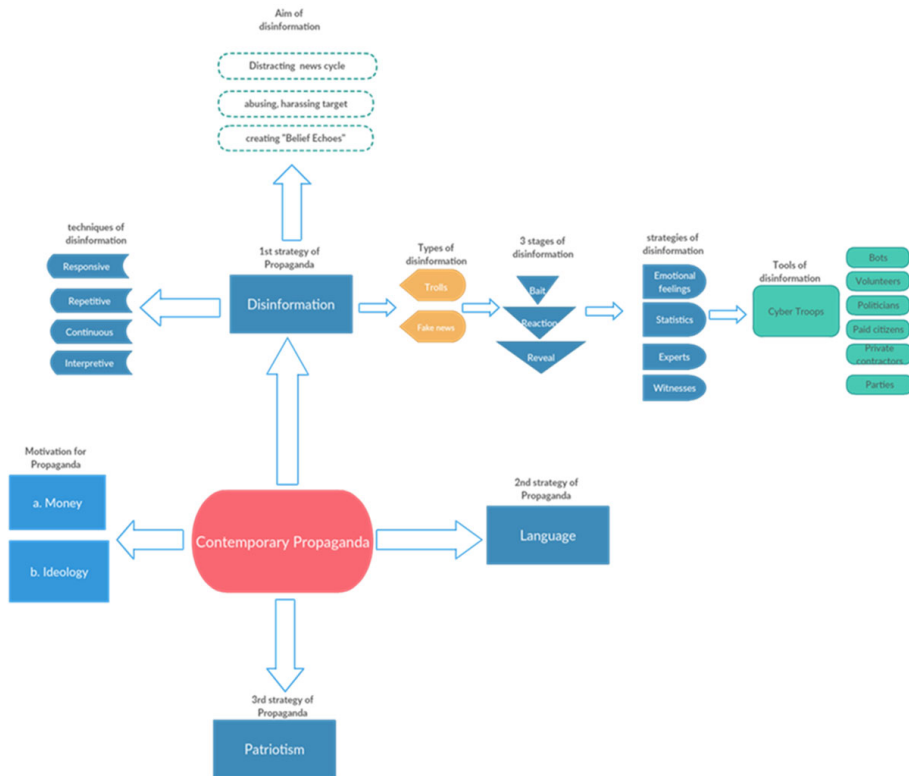 Aim of
disinformation
Distracting news cycle
abusing, harassing target
creating "Belief Echoes"
techniques of
disinformation
Responsive
Repetitive
Continuous
Interpretive
1st strategy of
Propaganda
Disinformation
Types of
disinformation
Trolls
Fake news
3 stages of
disinformation
Bait
Reaction
Reveal
strategies of
disinformation
Emotional
feelings
Statistics
Experts
Witnesses
Tools of
disinformation
Cyber Troops
Bots
Volunteers
Politicians
Paid citizens
Private
contractors
Parties
Motivation for
Propaganda
a. Money
b. Ideology
Contemporary Propaganda
2nd strategy of
Propaganda
Language
3rd strategy of
Propaganda
Patriotism